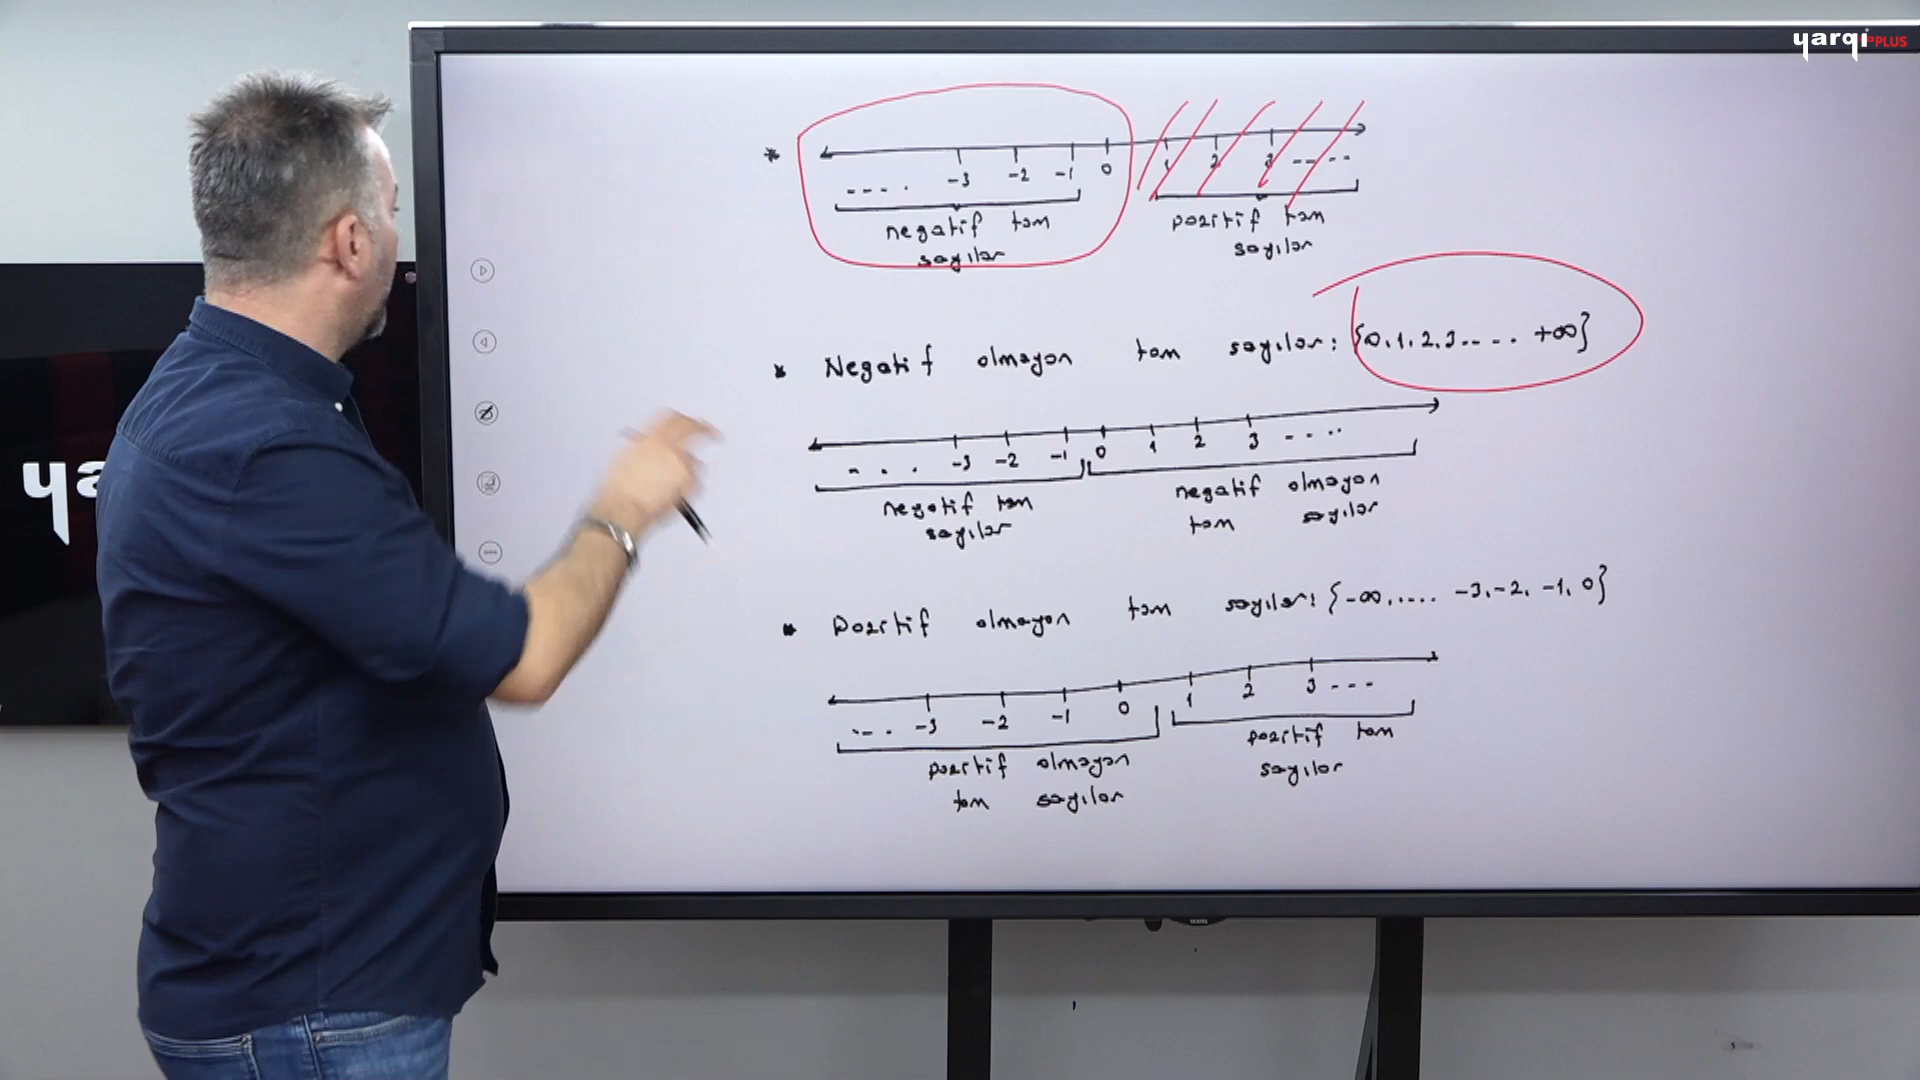 yarqı PLUS
* .... -3 -2 -1 0 1 2 3 ....
negatif tam sayılar
pozitif tam sayılar
* Negatif olmayan tam sayılar: {0, 1, 2, 3.... +∞}
... -3 -2 -1 0 1 2 3 ....
negatif tam sayılar
negatif olmayan tam sayılar
* Pozitif olmayan tam sayılar: {-∞, .... -3, -2, -1, 0}
... -3 -2 -1 0 1 2 3 ...
pozitif olmayan tam sayılar
pozitif tam sayılar